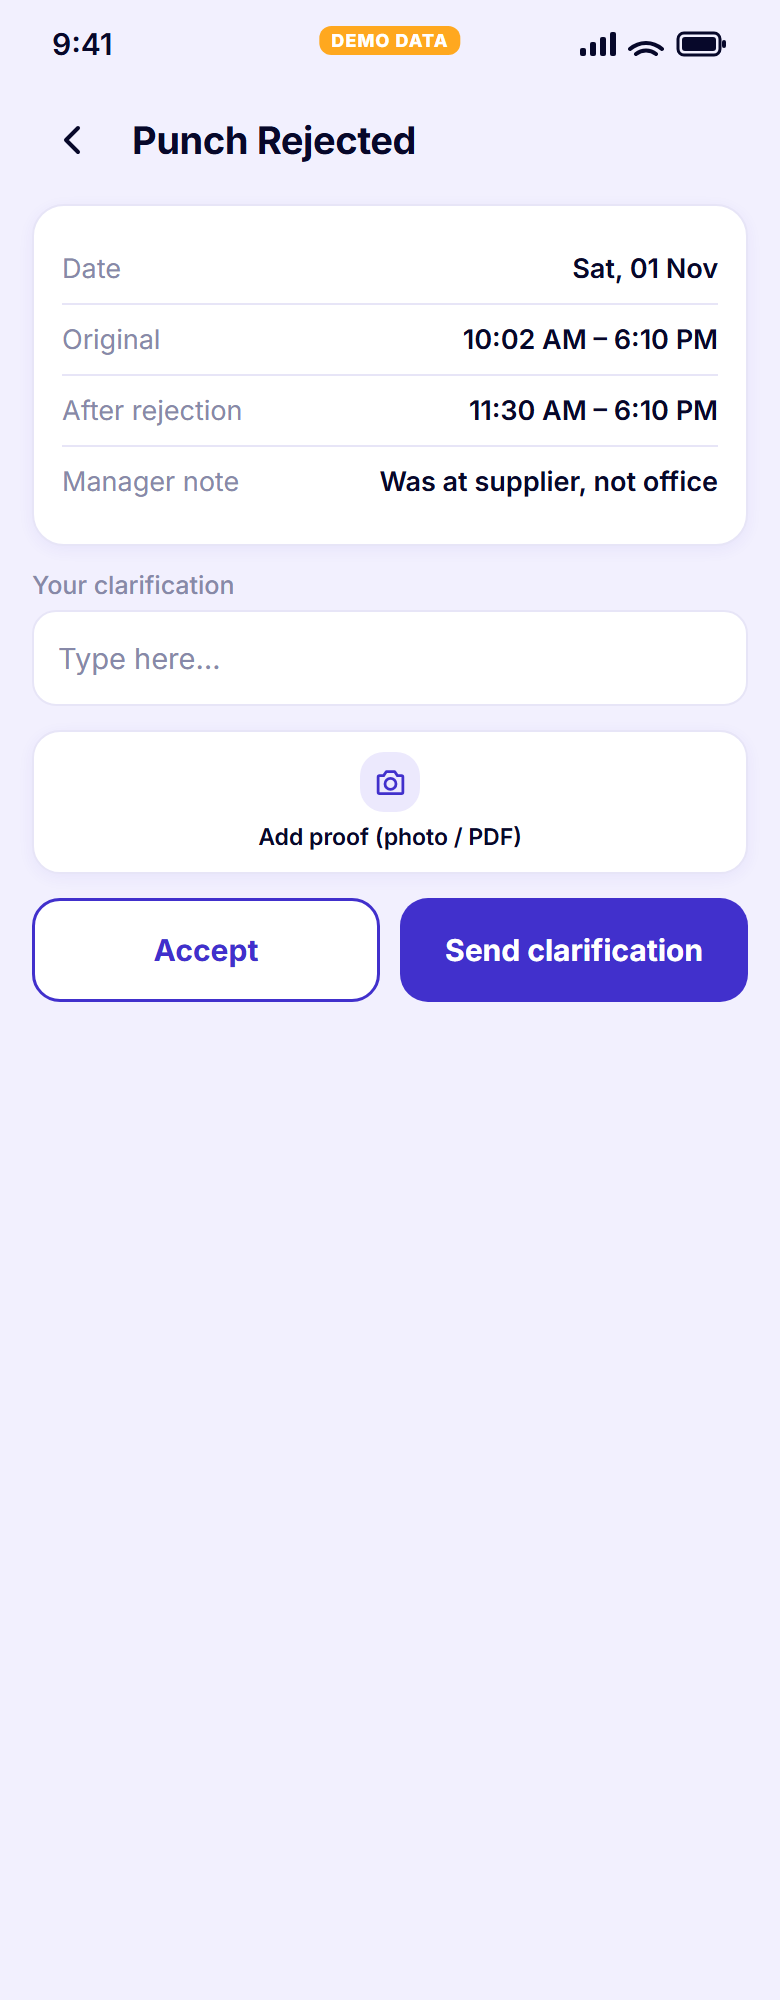 9:41
DEMO DATA
Punch Rejected
Date
Sat, 01 Nov
Original
10:02 AM – 6:10 PM
After rejection
11:30 AM – 6:10 PM
Manager note
Was at supplier, not office
Your clarification
Type here...
Add proof (photo / PDF)
Accept
Send clarification